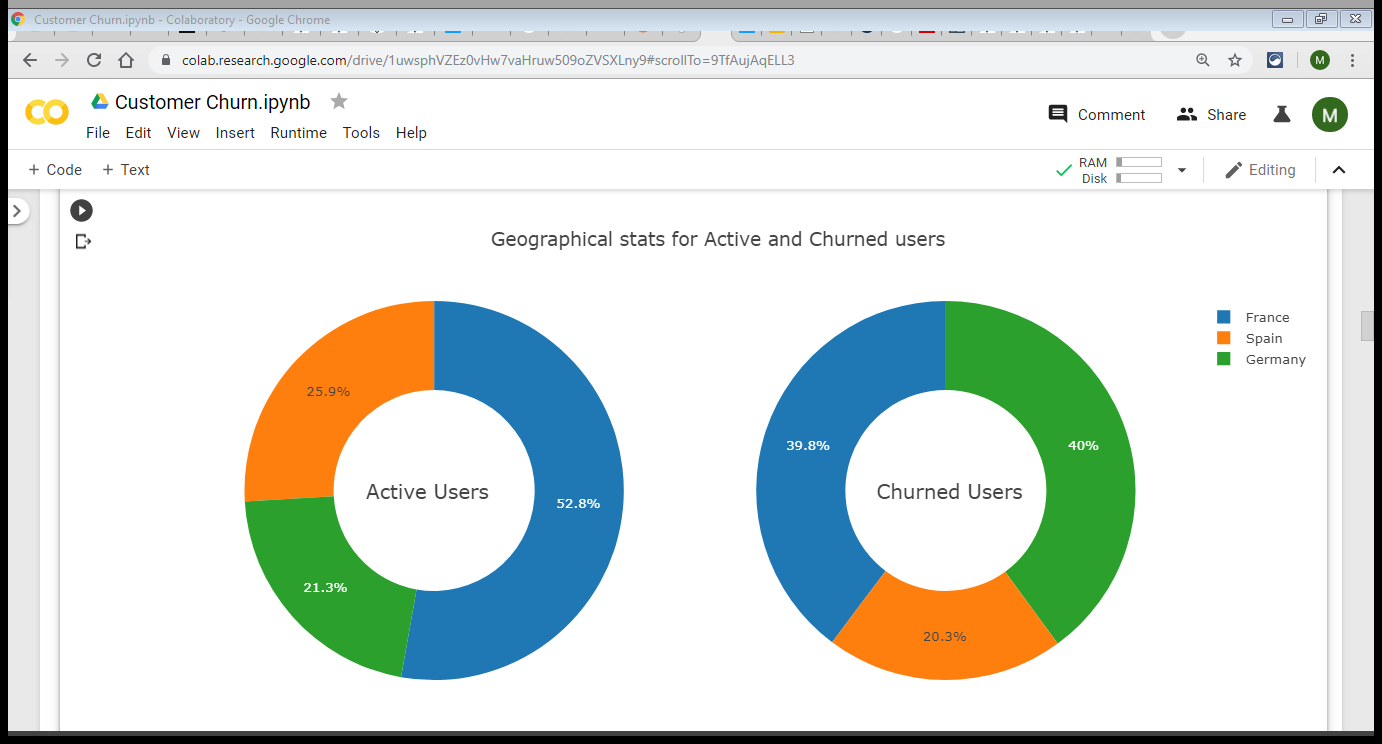 Customer Churn.ipynb - Colaboratory - Google Chrome
colab.research.google.com/drive/1uwsphVZEz0vHw7vaHruw509oZVSXLny9#scrollTo=9TfAujAqELL3
M
Customer Churn.ipynb
Comment
Share
M
File Edit View Insert Runtime Tools Help
+ Code + Text
RAM
Disk
Editing
Geographical stats for Active and Churned users
France
Spain
Germany
25.9%
52.8%
21.3%
Active Users
39.8%
40%
20.3%
Churned Users